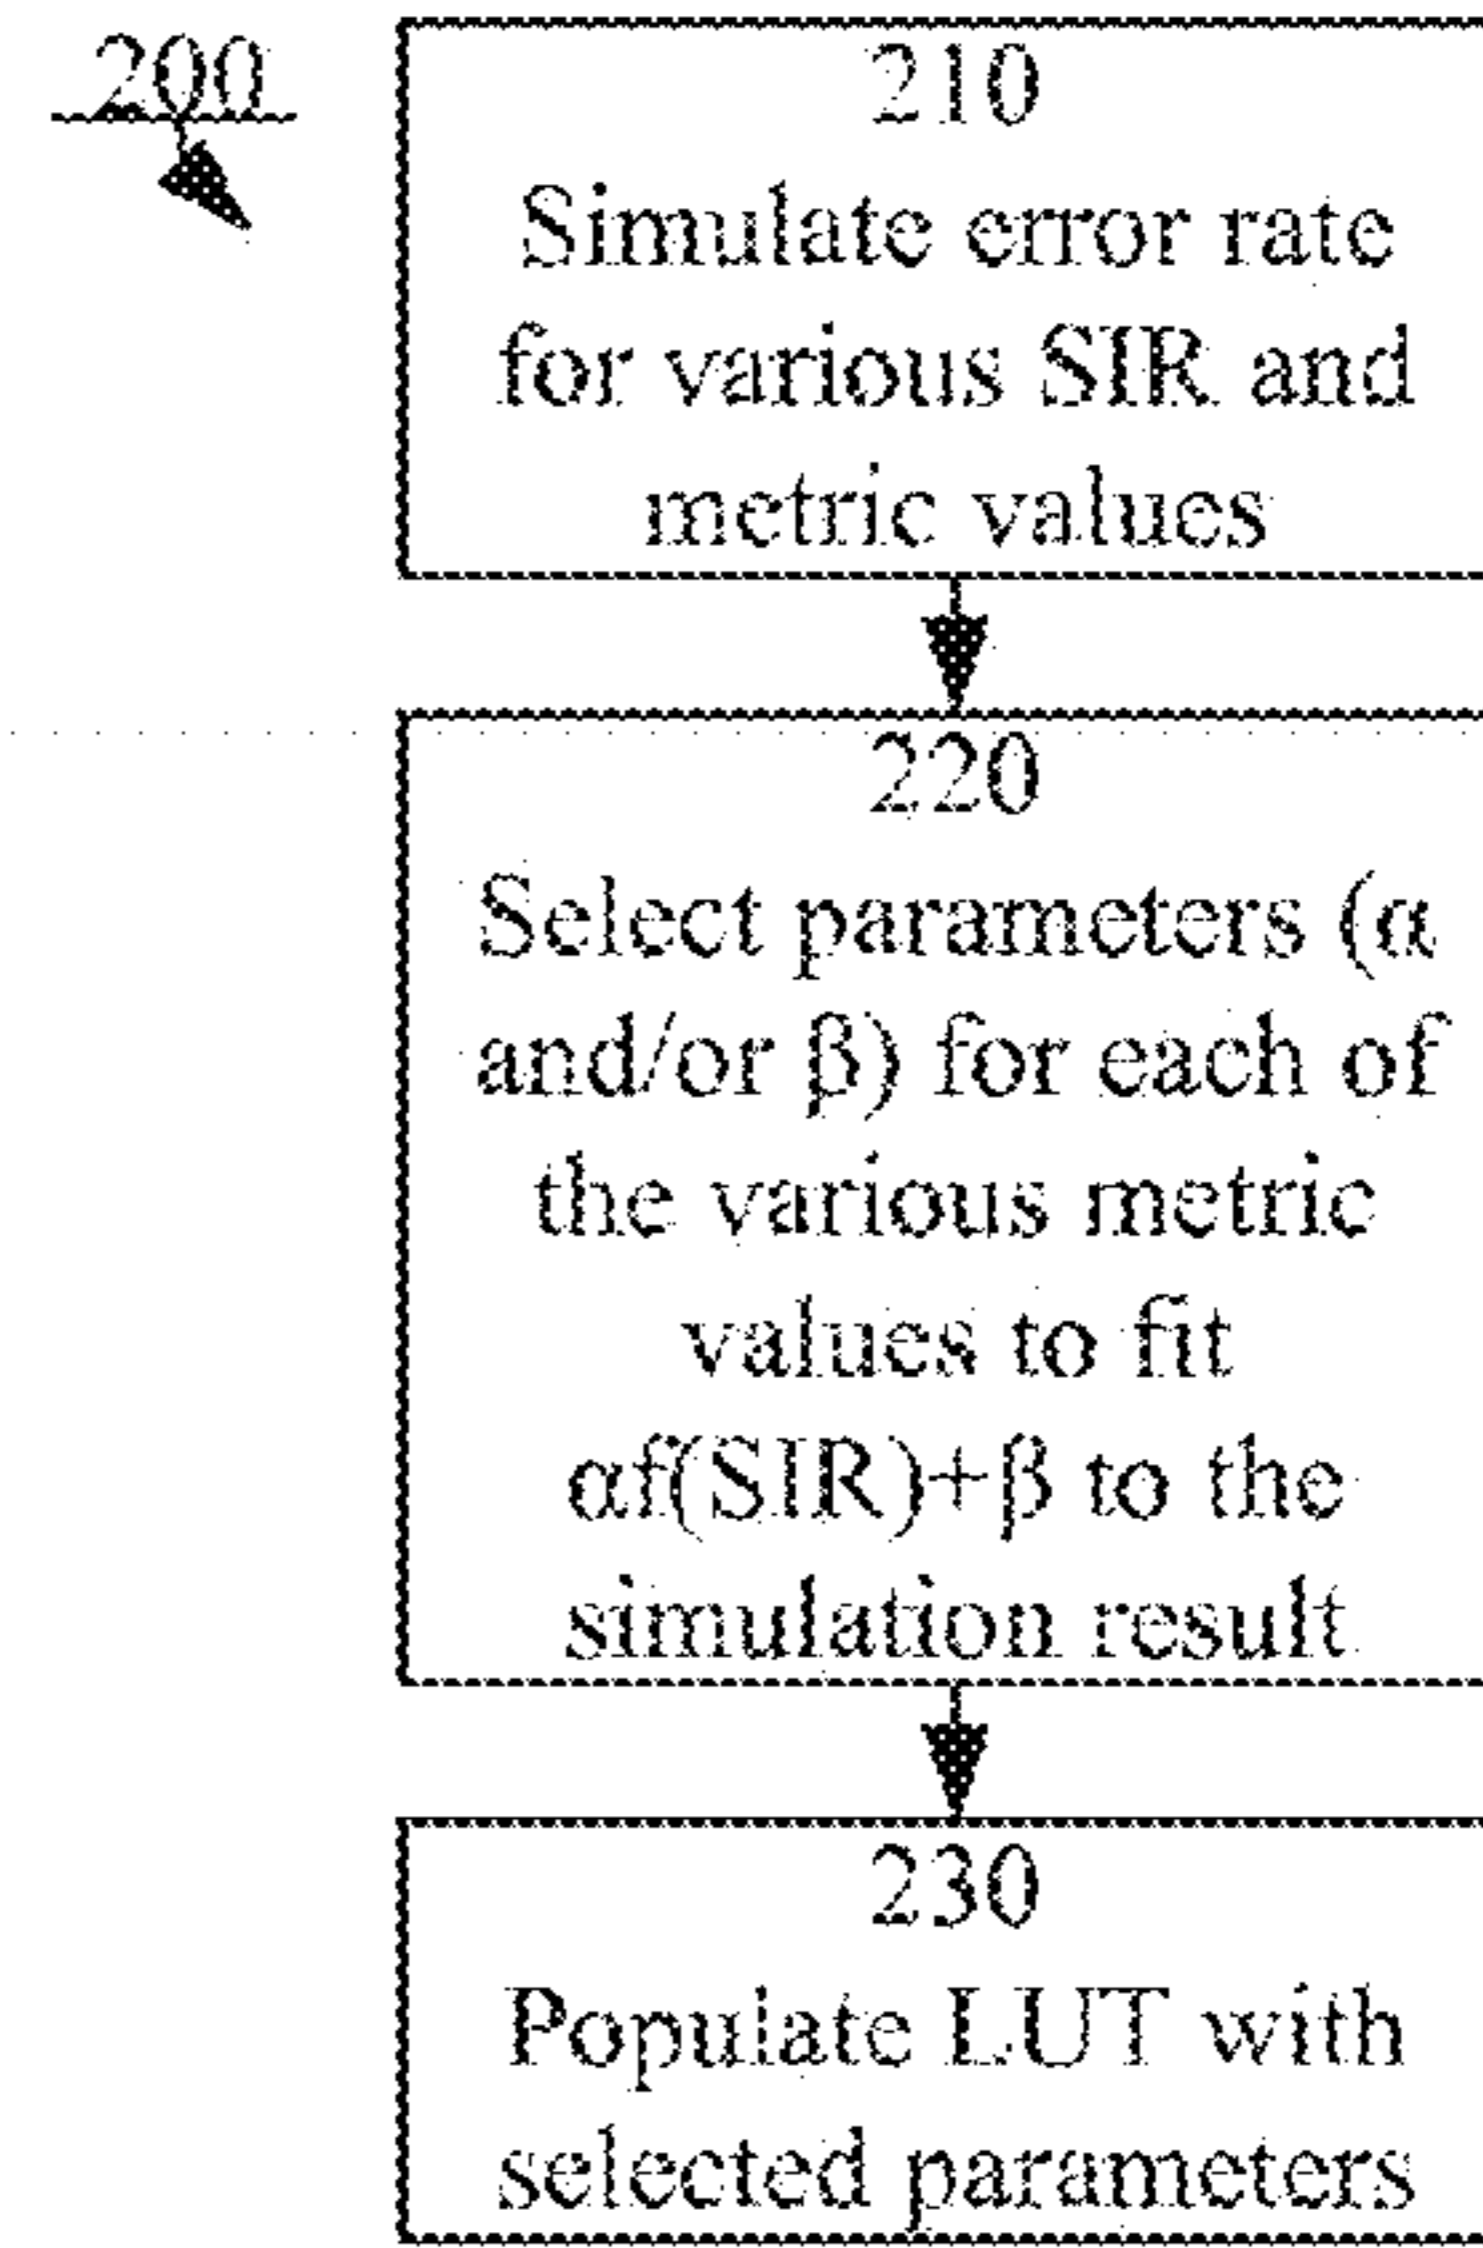 200
210
Simulate error rate
for various SIR and
metric values
220
Select parameters (α
and/or β) for each of
the various metric
values to fit
αf(SIR)+β to the
simulation result
230
Populate LUT with
selected parameters